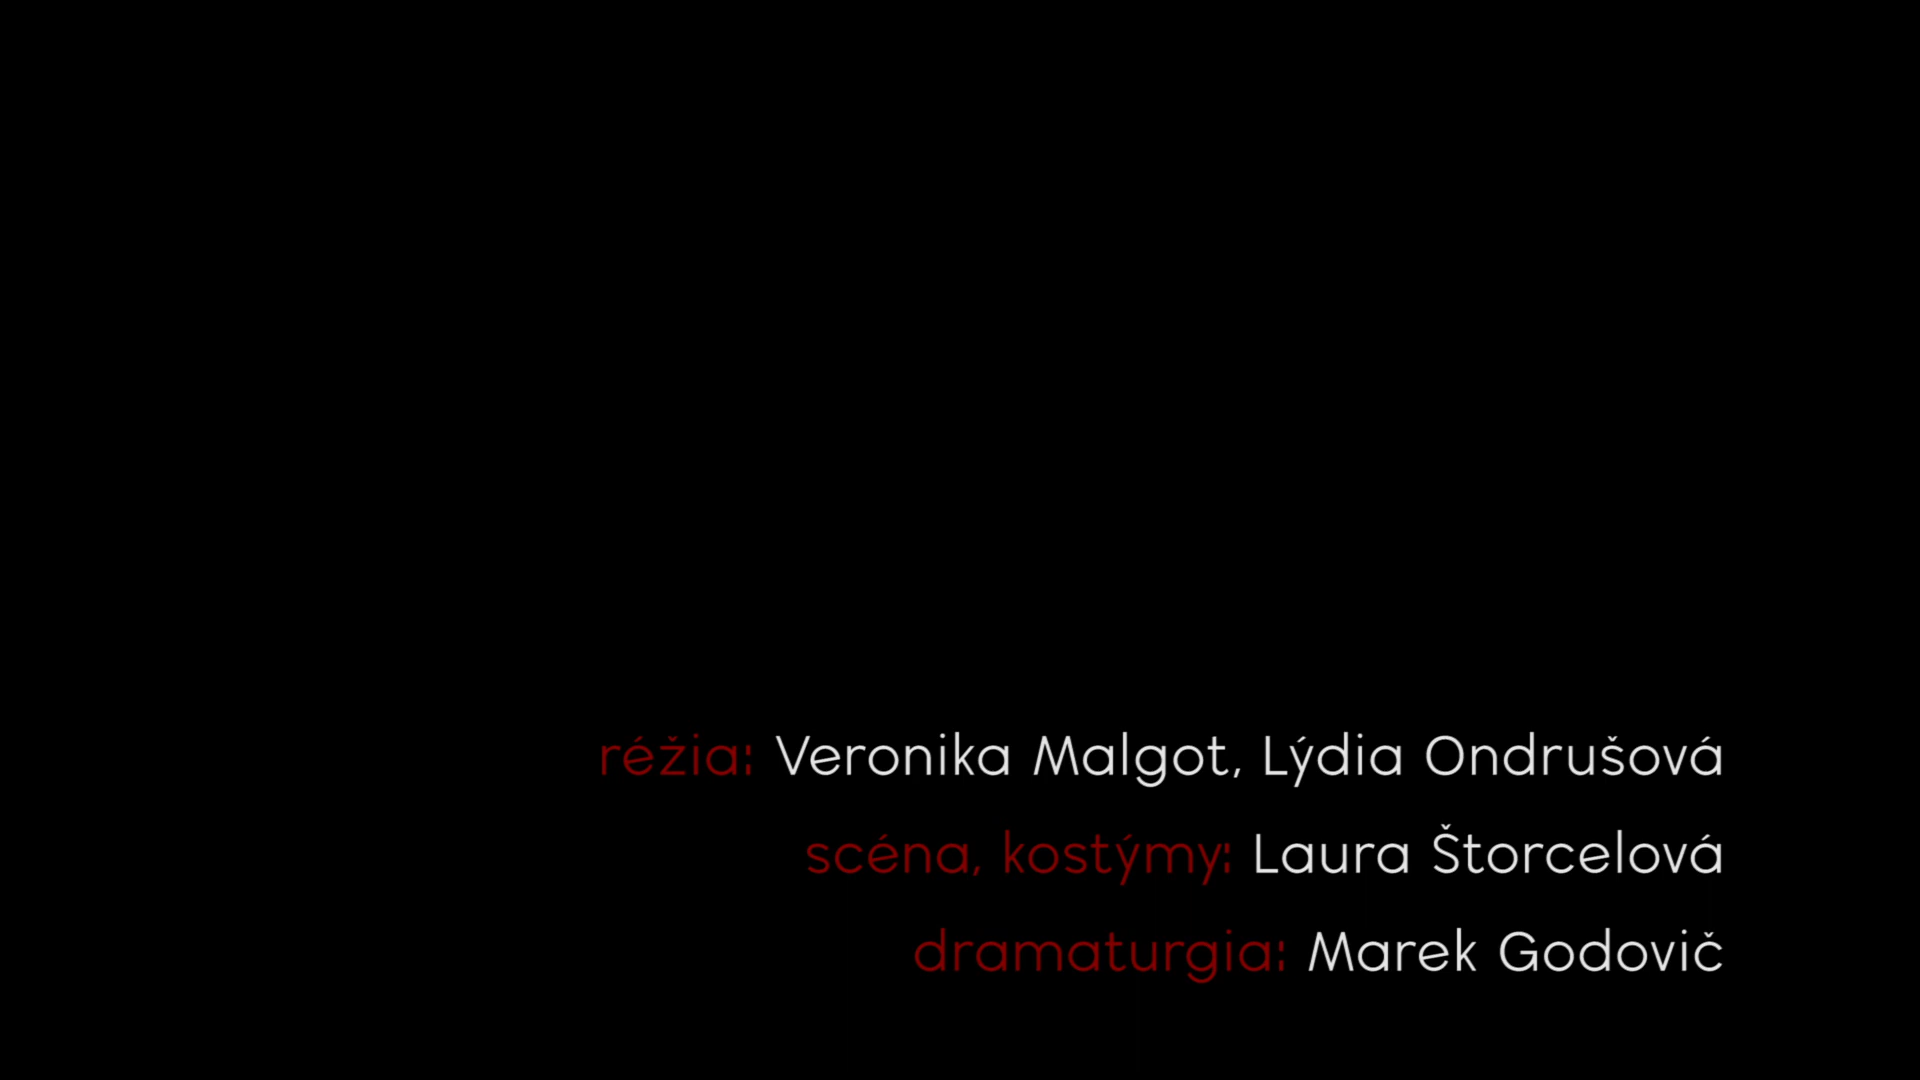 réžia: Veronika Malgot, Lýdia Ondrušová
scéna, kostýmy: Laura Štorcelová
dramaturgia: Marek Godovič